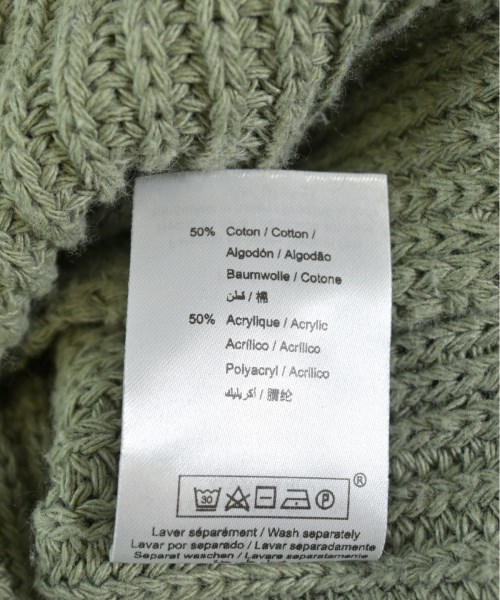 50% Coton / Cotton /
Algodón / Algodão
Baumwolle / Cotone
قطن / 棉
50% Acrylique / Acrylic
Acrílico / Acrílico
Polyacryl / Acrilico
أكريليك / 腈纶
30 P ®
Laver séparément / Wash separately
Lavar por separado / Lavar separadamente
Separat waschen / Lavare separatamente